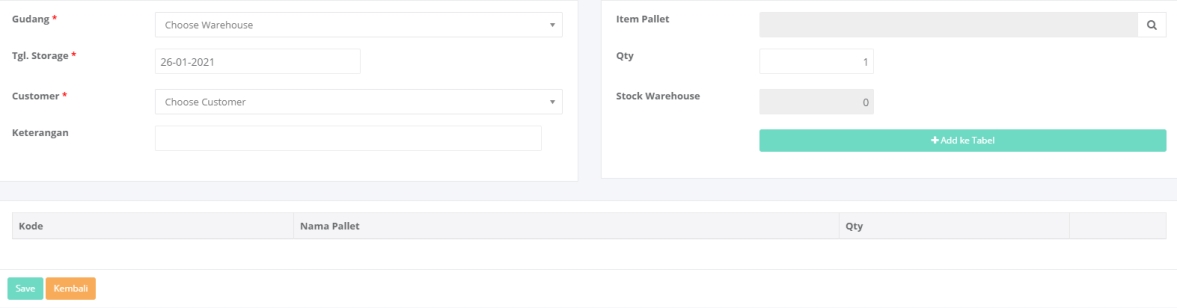 Gudang *
Choose Warehouse
Tgl. Storage *
26-01-2021
Customer *
Choose Customer
Keterangan
Item Pallet
Qty
1
Stock Warehouse
0
+ Add ke Tabel
Kode Nama Pallet Qty
Save Kembali